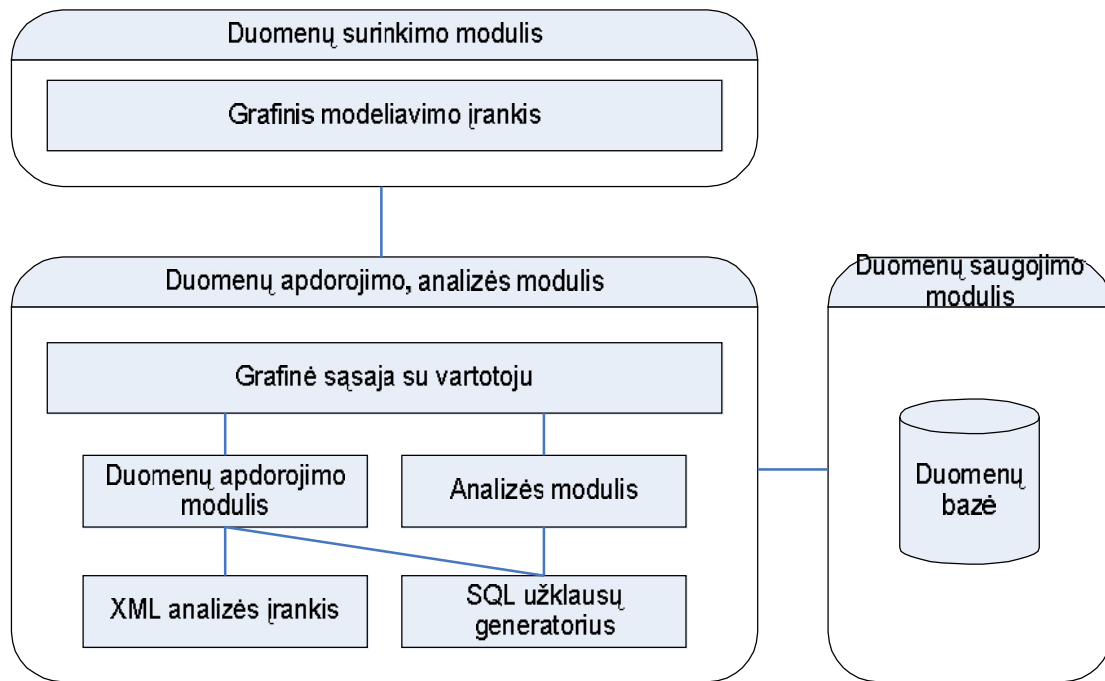 Duomenų surinkimo modulis
Grafinis modeliavimo įrankis
Duomenų apdorojimo, analizės modulis
Grafinė sąsaja su vartotoju
Duomenų apdorojimo
modulis
Analizės modulis
XML analizės įrankis
SQL užklausų
generatorius
Duomenų saugojimo
modulis
Duomenų
bazė